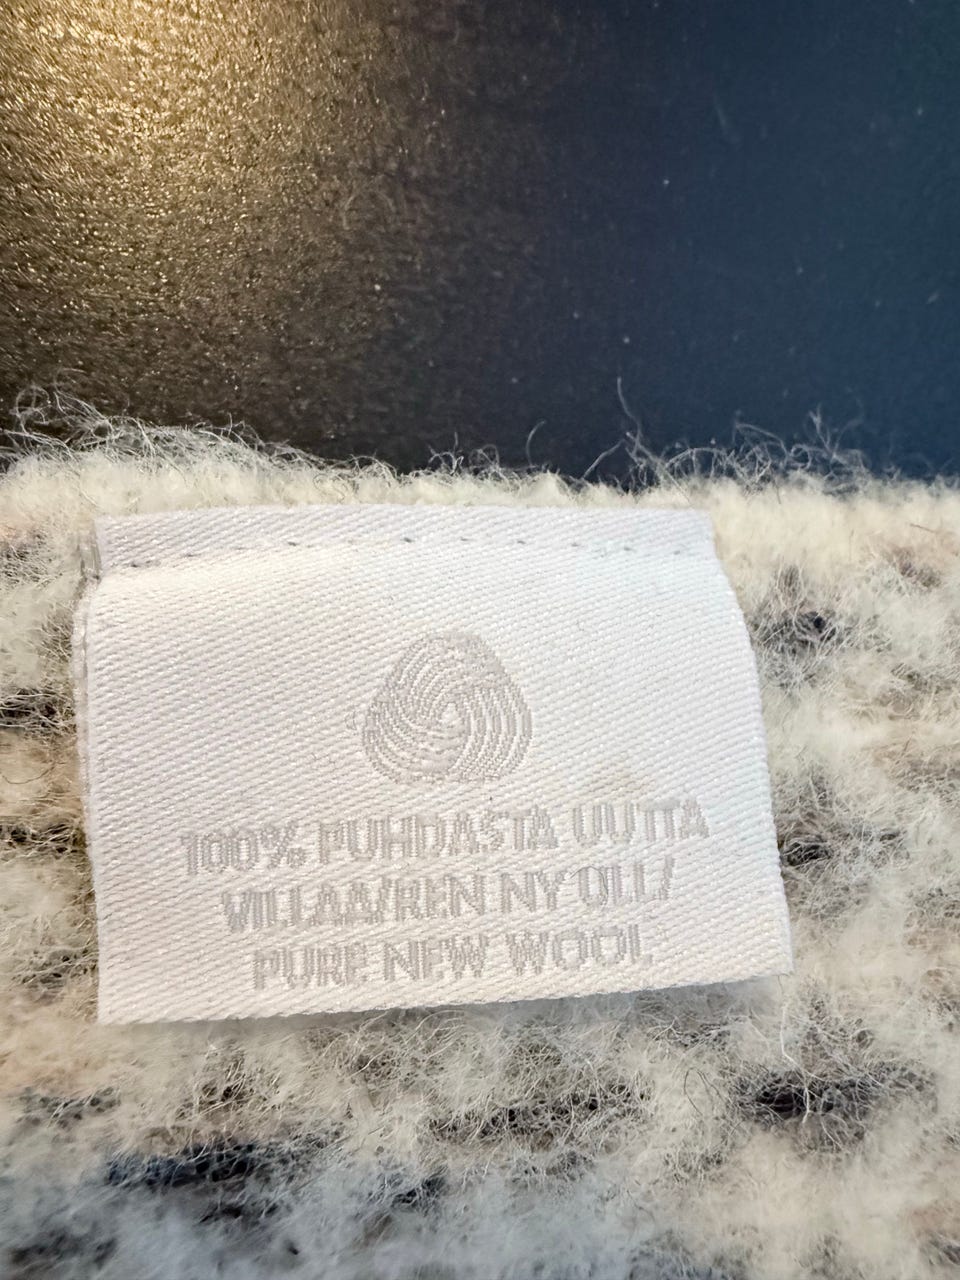 100% PUHDASTA UUTTA
VILLAA/REN NY ULL/
PURE NEW WOOL